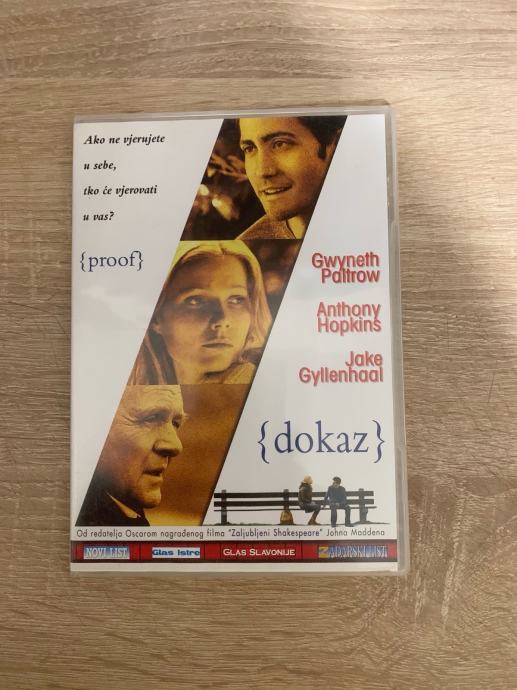 Ako ne vjerujete
u sebe,
tko će vjerovati
u vas?
{proof}
Gwyneth
Paltrow
Anthony
Hopkins
Jake
Gyllenhaal
{dokaz}
Od redatelja Oscarom nagrađenog filma "Zaljubljeni Shakespeare" Johna Maddena
NOVI LIST
Glas Istre
GLAS SLAVONIJE
ZADARSKI LIST